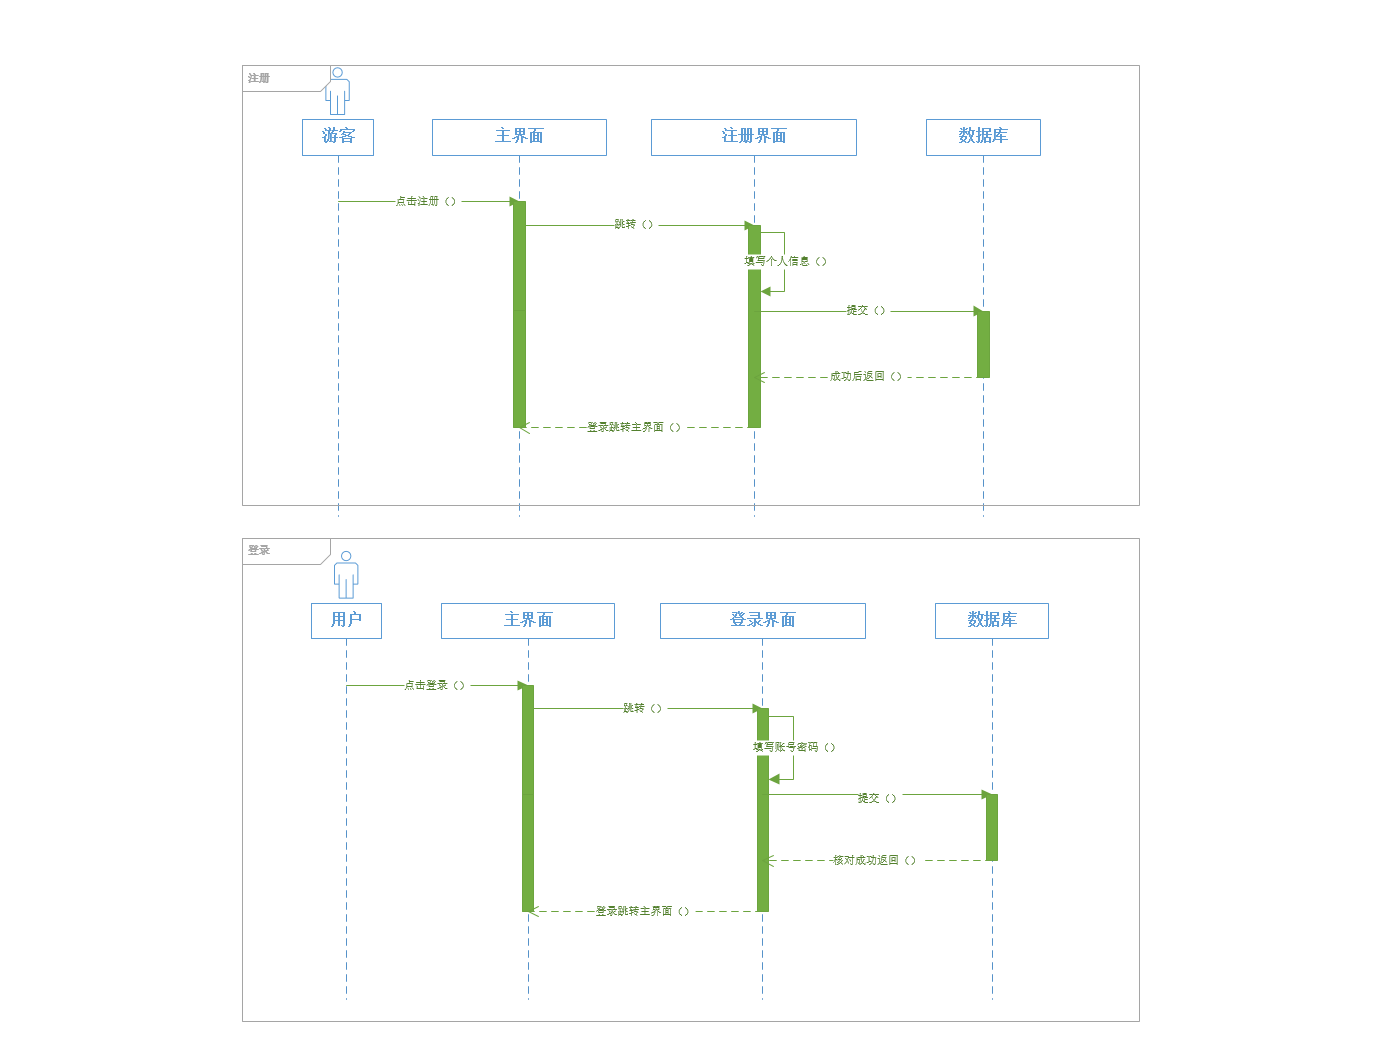 注册
游客
主界面
注册界面
数据库
点击注册（）
跳转（）
填写个人信息（）
提交（）
成功后返回（）
登录跳转主界面（）
登录
用户
主界面
登录界面
数据库
点击登录（）
跳转（）
填写账号密码（）
提交（）
核对成功返回（）
登录跳转主界面（）